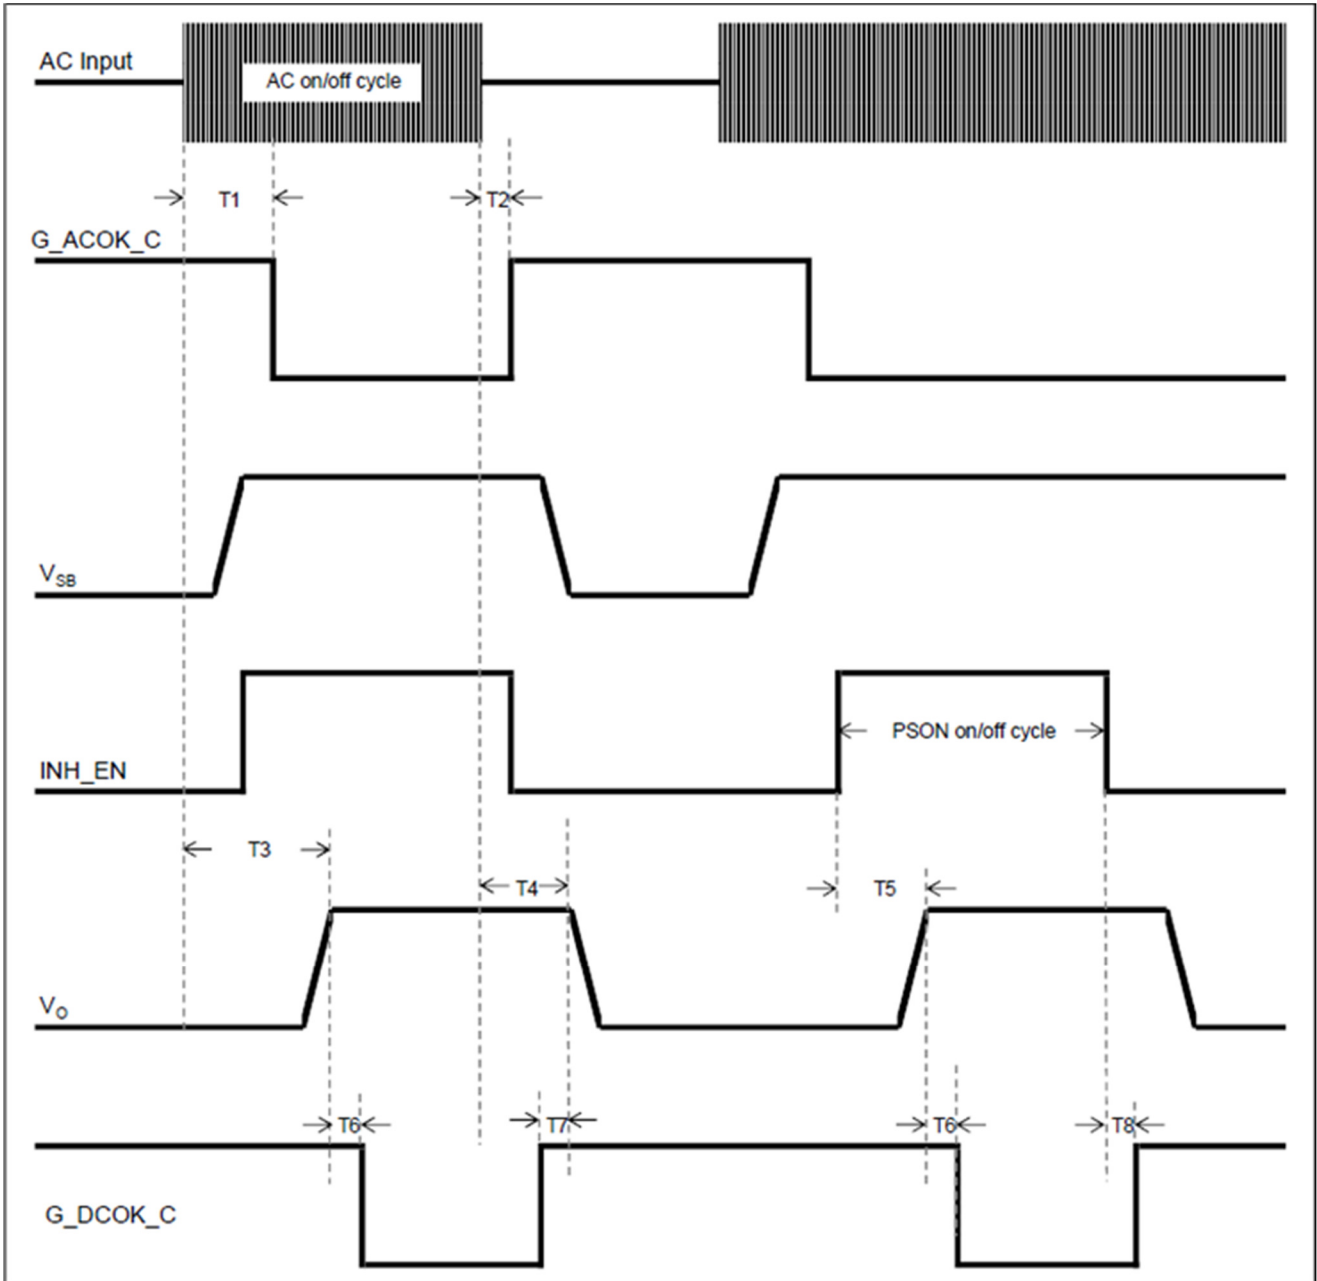 AC Input
AC on/off cycle
T1
T2
G_ACOK_C
VSB
INH_EN
PSON on/off cycle
T3
T4
T5
VO
T6
T7
T6
T8
G_DCOK_C